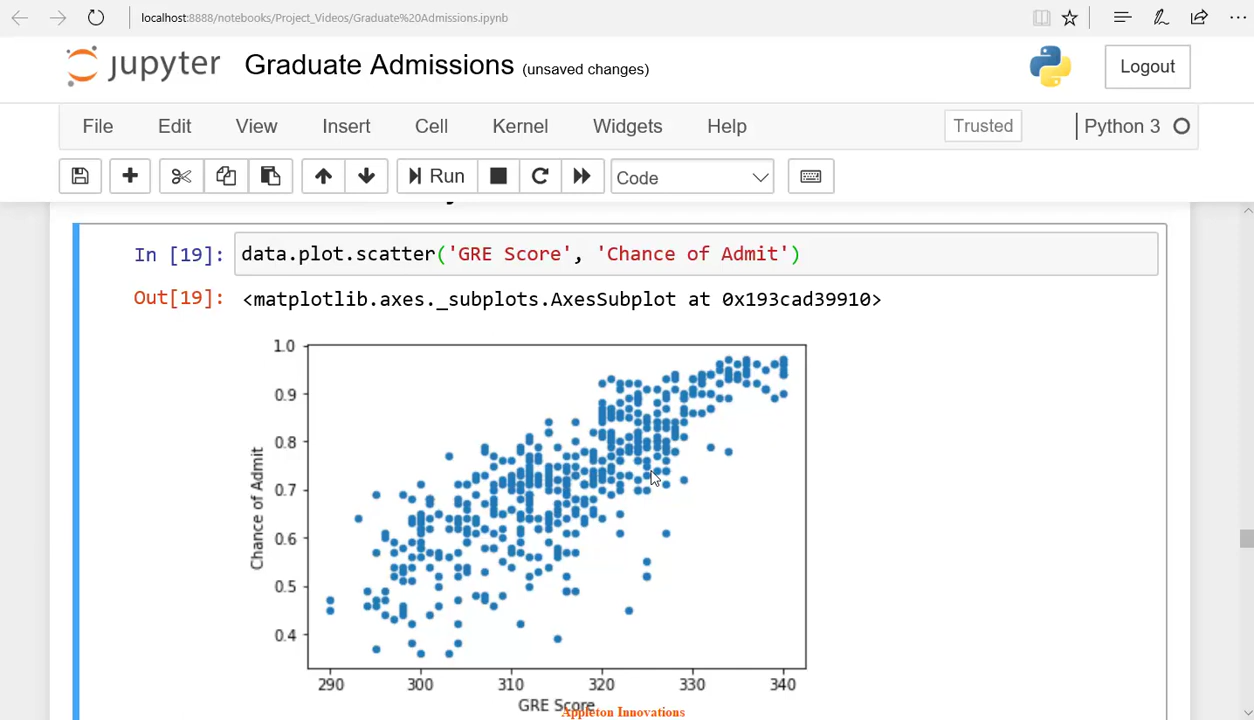 localhost:8888/notebooks/Project_Videos/Graduate%20Admissions.ipynb
jupyter Graduate Admissions (unsaved changes) Logout
File Edit View Insert Cell Kernel Widgets Help Trusted Python 3
Run Code
In [19]: data.plot.scatter('GRE Score', 'Chance of Admit')
Out[19]: <matplotlib.axes._subplots.AxesSubplot at 0x193cad39910>
1.0
0.9
0.8
0.7
0.6
0.5
0.4
Chance of Admit
290 300 310 320 330 340
GRE Score
Appleton Innovations